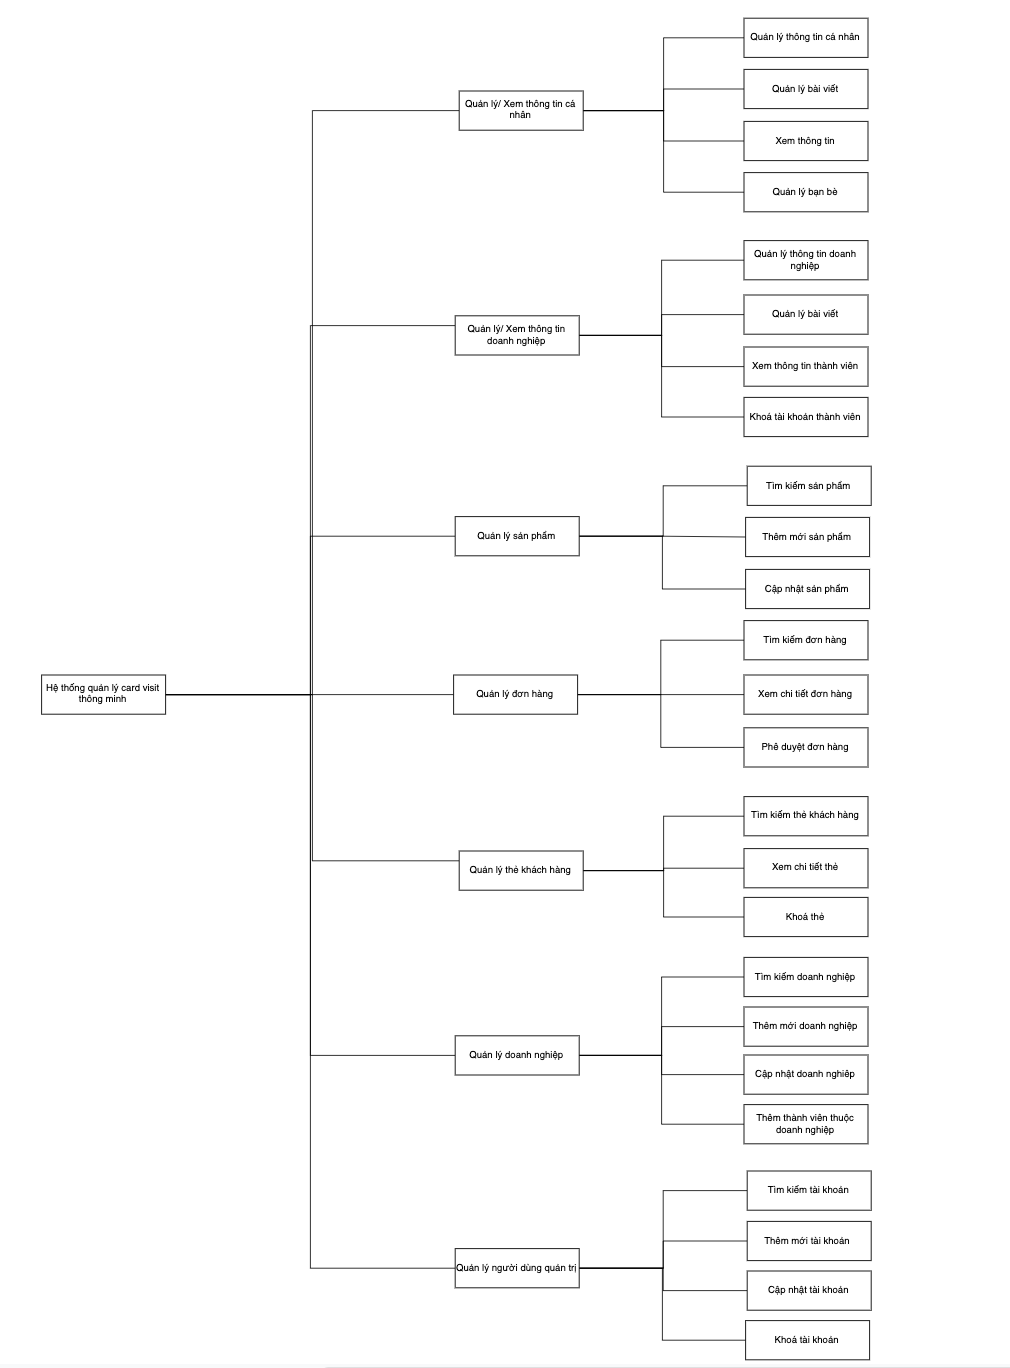 Quản lý thông tin cá nhân
Quản lý bài viết
Quản lý/ Xem thông tin cá
nhân
Xem thông tin
Quản lý bạn bè
Quản lý thông tin doanh
nghiệp
Quản lý bài viết
Quản lý/ Xem thông tin
doanh nghiệp
Xem thông tin thành viên
Khoá tài khoản thành viên
Tìm kiếm sản phẩm
Quản lý sản phẩm
Thêm mới sản phẩm
Cập nhật sản phẩm
Tìm kiếm đơn hàng
Hệ thống quản lý card visit
thông minh
Quản lý đơn hàng
Xem chi tiết đơn hàng
Phê duyệt đơn hàng
Tìm kiếm thẻ khách hàng
Quản lý thẻ khách hàng
Xem chi tiết thẻ
Khoá thẻ
Tìm kiếm doanh nghiệp
Thêm mới doanh nghiệp
Quản lý doanh nghiệp
Cập nhật doanh nghiêp
Thêm thành viên thuộc
doanh nghiệp
Tìm kiếm tài khoản
Thêm mới tài khoản
Quản lý người dùng quản trị
Cập nhật tài khoản
Khoá tài khoản